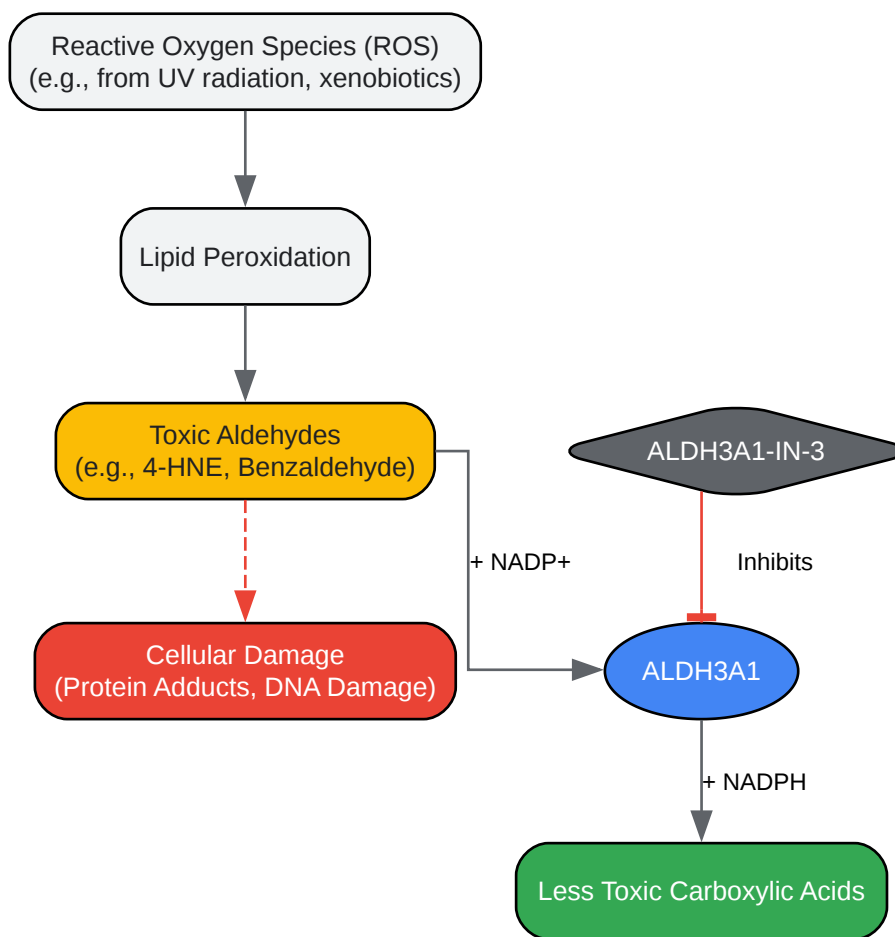 Reactive Oxygen Species (ROS)
(e.g., from UV radiation, xenobiotics)
Lipid Peroxidation
Toxic Aldehydes
(e.g., 4-HNE, Benzaldehyde)
ALDH3A1-IN-3
+ NADP+
Inhibits
Cellular Damage
(Protein Adducts, DNA Damage)
ALDH3A1
+ NADPH
Less Toxic Carboxylic Acids